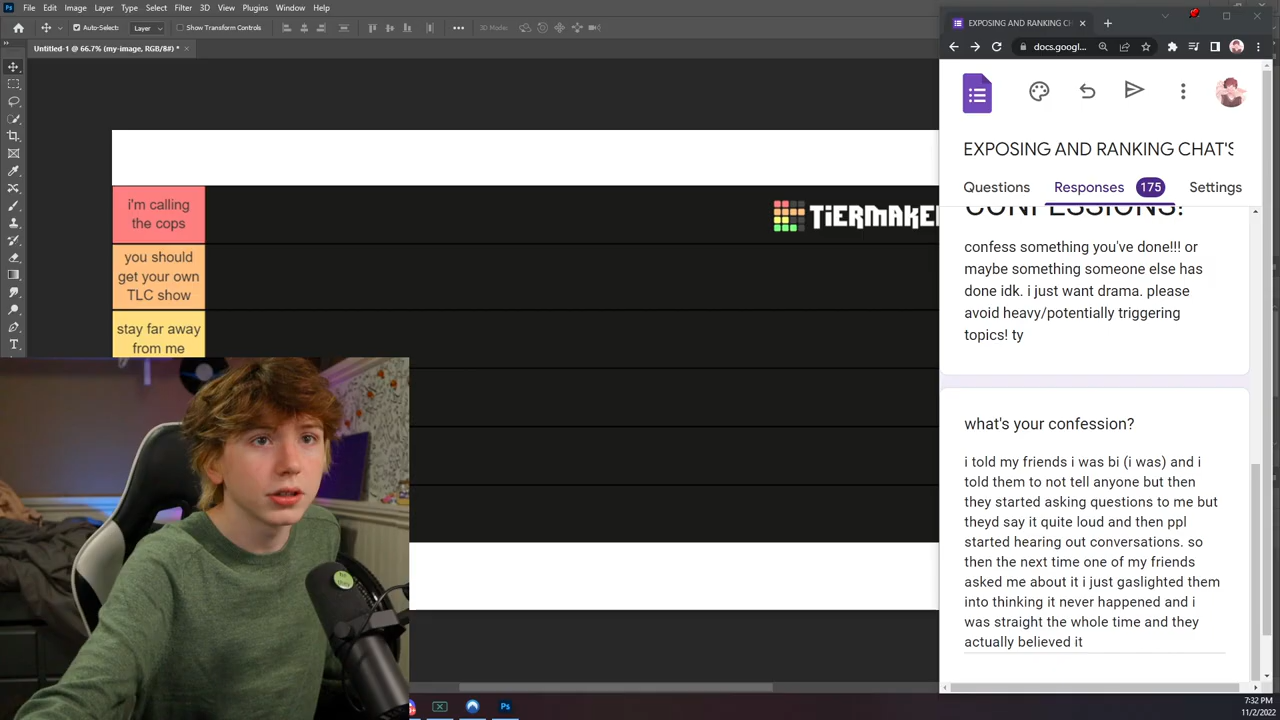 File Edit Image Layer Type Select Filter 3D View Plugins Window Help
Auto-Select: Layer Show Transform Controls 3D Mode:
Untitled-1 @ 66.7% (my-image, RGB/8#) *
i'm calling
the cops
TIERMAKE
you should
get your own
TLC show
stay far away
from me
EXPOSING AND RANKING CH
docs.googl...
EXPOSING AND RANKING CHAT'S
Questions Responses 175 Settings
CONFESSIONS!
confess something you've done!!! or
maybe something someone else has
done idk. i just want drama. please
avoid heavy/potentially triggering
topics! ty
what's your confession?
i told my friends i was bi (i was) and i
told them to not tell anyone but then
they started asking questions to me but
theyd say it quite loud and then ppl
started hearing out conversations. so
then the next time one of my friends
asked me about it i just gaslighted them
into thinking it never happened and i
was straight the whole time and they
actually believed it
7:32 PM
11/2/2022